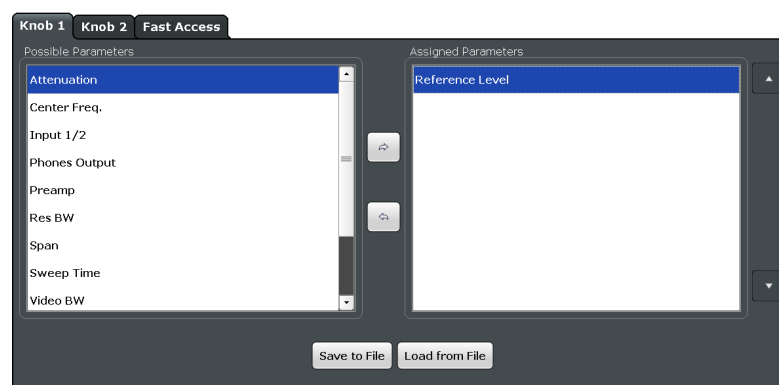 Knob 1 Knob 2 Fast Access
Possible Parameters Assigned Parameters
Attenuation
Center Freq.
Input 1/2
Phones Output
Preamp
Res BW
Span
Sweep Time
Video BW
Reference Level
Save to File Load from File